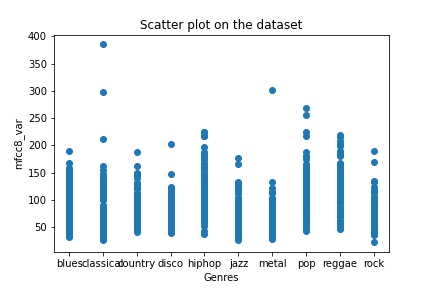 Scatter plot on the dataset
400
350
300
250
200
150
100
50
mfcc8_var
blues classical country disco hiphop jazz metal pop reggae rock
Genres